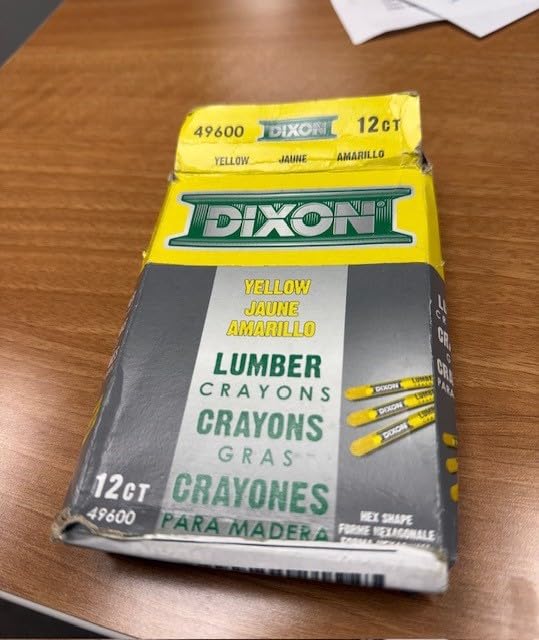 49600 DIXON 12CT
YELLOW JAUNE AMARILLO
DIXON
YELLOW
JAUNE
AMARILLO
LUMBER
CRAYONS
CRAYONS
GRAS
CRAYONES
PARA MADERA
12CT
49600
DIXON LUMBER
DIXON
DIXON
HEX SHAPE
FORME HEXAGONALE